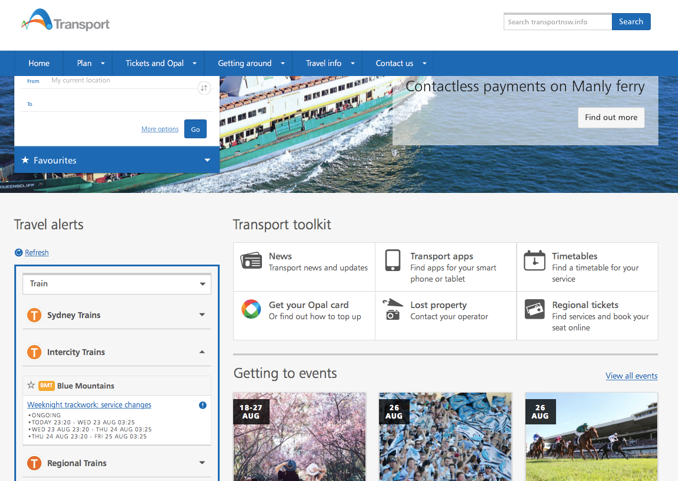 Transport
Search transportnsw.info
Search
Home
Plan
Tickets and Opal
Getting around
Travel info
Contact us
From
My current location
To
More options
Go
Favourites
Contactless payments on Manly ferry
Find out more
QUEENSCLIFF
Travel alerts
Refresh
Train
Sydney Trains
Intercity Trains
BMT Blue Mountains
Weeknight trackwork: service changes
•ONGOING
•TODAY 23:20 - WED 23 AUG 03:25
•WED 23 AUG 23:20 - THU 24 AUG 03:25
•THU 24 AUG 23:20 - FRI 25 AUG 03:25
Regional Trains
Transport toolkit
News
Transport news and updates
Transport apps
Find apps for your smart
phone or tablet
Timetables
Find a timetable for your
service
Get your Opal card
Or find out how to top up
Lost property
Contact your operator
Regional tickets
Find services and book your
seat online
Getting to events
View all events
18-27
AUG
26
AUG
26
AUG